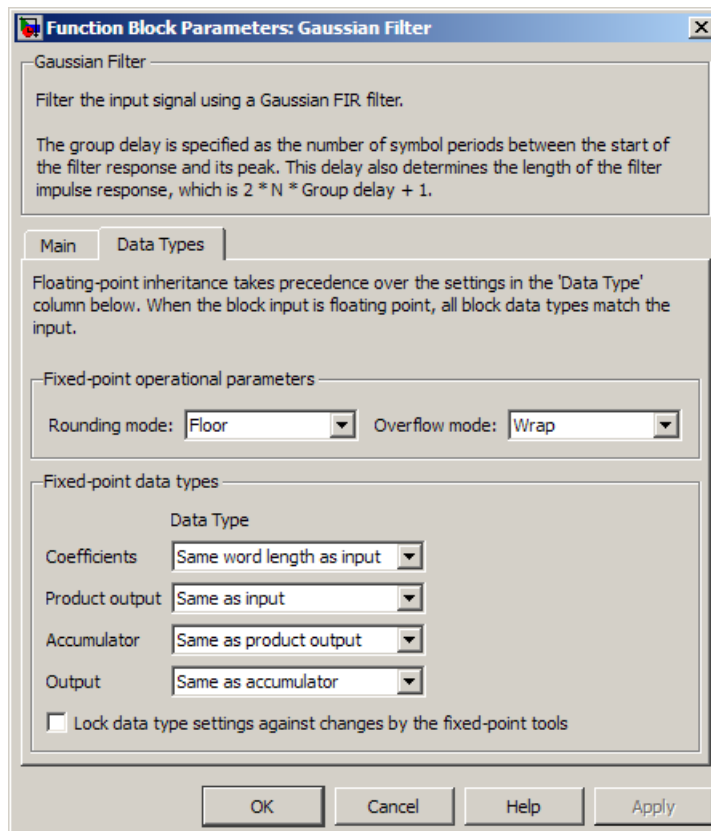 Function Block Parameters: Gaussian Filter
Gaussian Filter
Filter the input signal using a Gaussian FIR filter.
The group delay is specified as the number of symbol periods between the start of
the filter response and its peak. This delay also determines the length of the filter
impulse response, which is 2 * N * Group delay + 1.
Main Data Types
Floating-point inheritance takes precedence over the settings in the 'Data Type'
column below. When the block input is floating point, all block data types match the
input.
Fixed-point operational parameters
Rounding mode: Floor Overflow mode: Wrap
Fixed-point data types
Data Type
Coefficients Same word length as input
Product output Same as input
Accumulator Same as product output
Output Same as accumulator
Lock data type settings against changes by the fixed-point tools
OK Cancel Help Apply